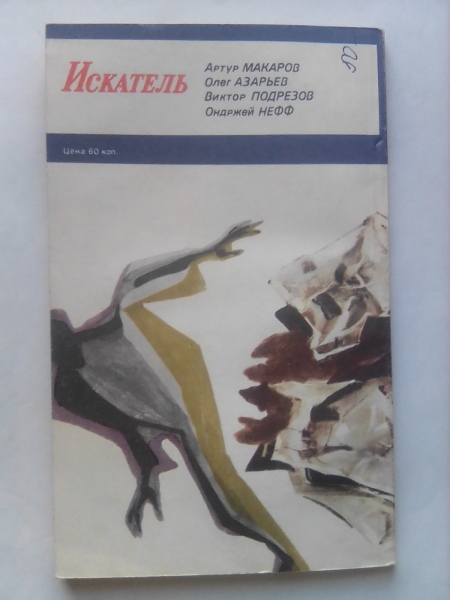 Искатель
Артур МАКАРОВ
Олег АЗАРЬЕВ
Виктор ПОДРЕЗОВ
Ондржей НЕФФ
Цена 60 коп.